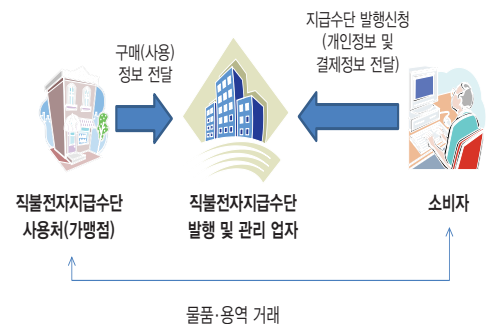 지급수단 발행신청
(개인정보 및
결제정보 전달)
구매(사용)
정보 전달
직불전자지급수단
사용처(가맹점)
직불전자지급수단
발행 및 관리 업자
소비자
물품·용역 거래